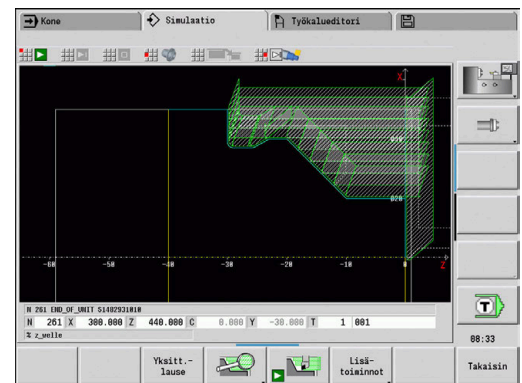 Kone Simulaatio Työkalueditori
X
Z
-60 -50 -40 -30 -20 -10 0
N 261 END_OF_UNIT S1482931010
N 261 X 300.000 Z 440.000 C 0.000 Y -30.000 T 1 001
% z_welle
T
08:33
Yksitt.-
lause
Lisä-
toiminnot
Takaisin